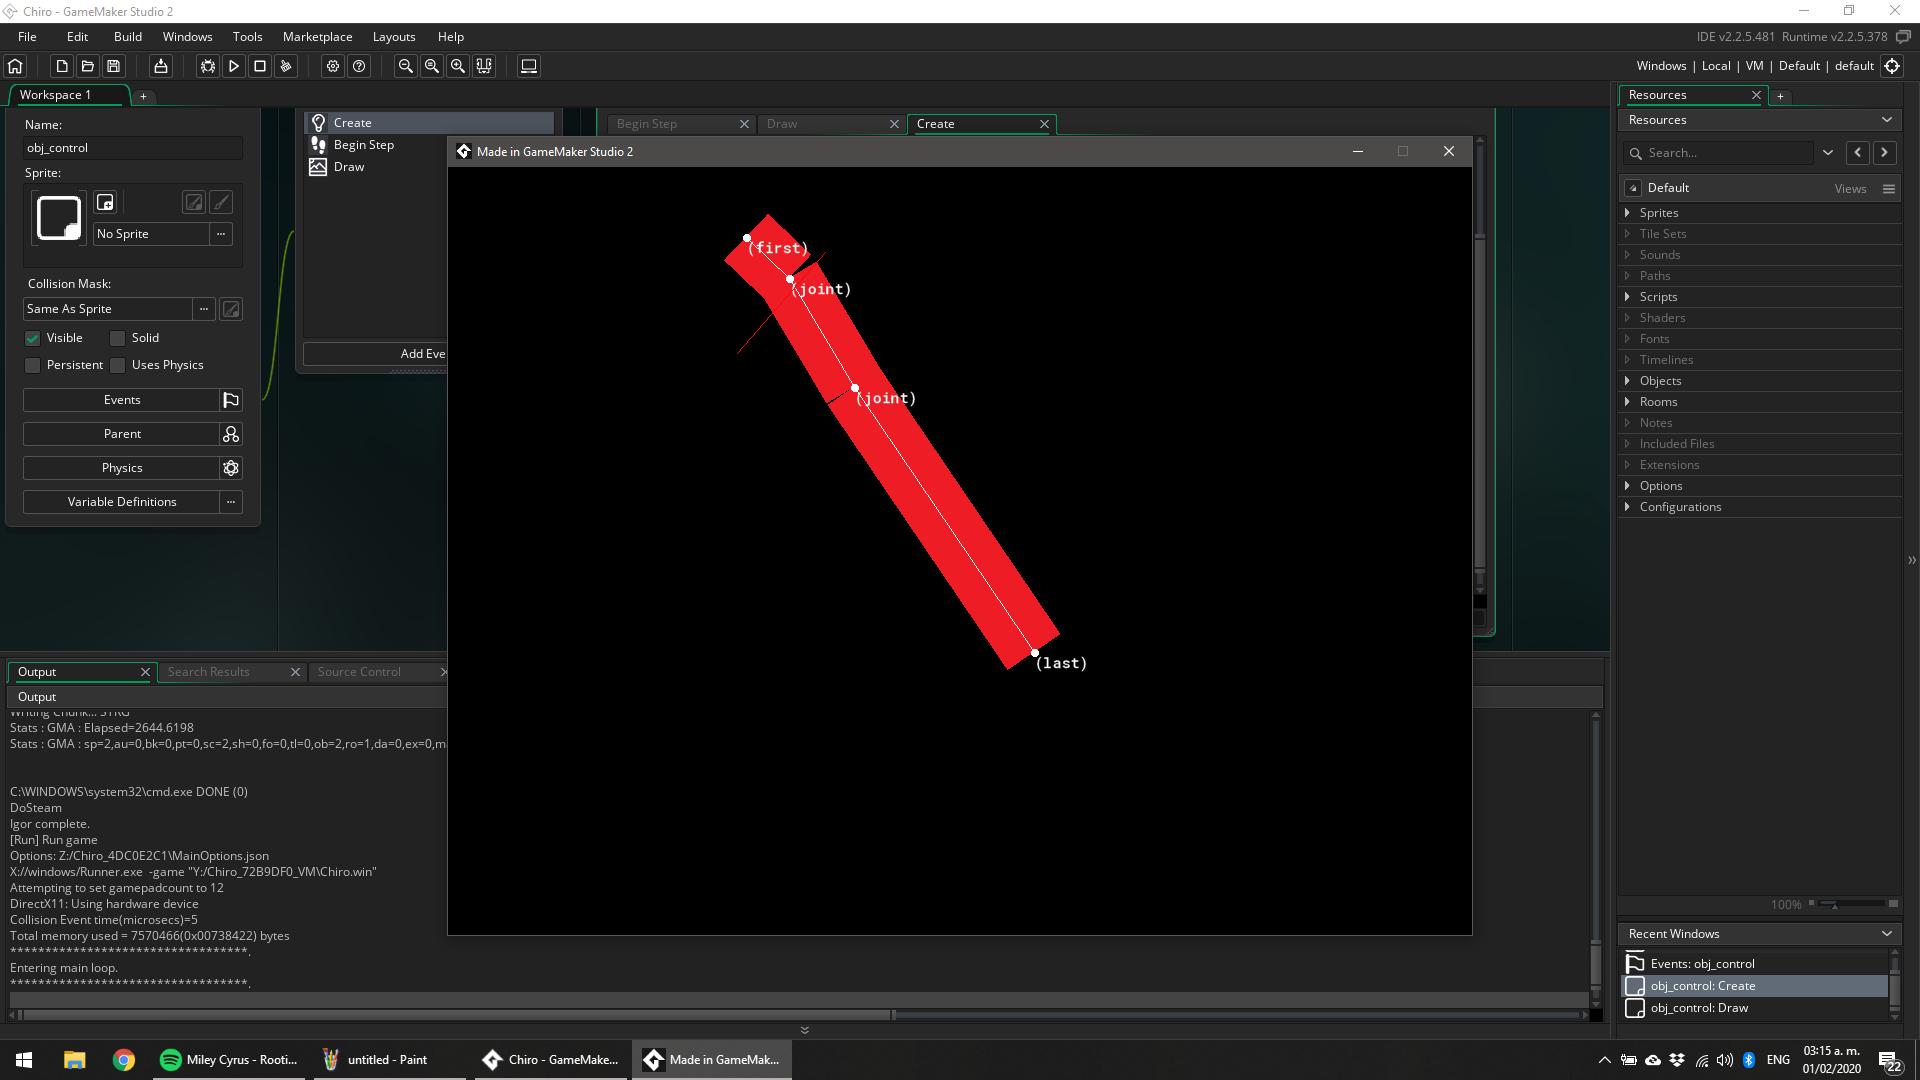 Chiro - GameMaker Studio 2
File Edit Build Windows Tools Marketplace Layouts Help
IDE v2.2.5.481 Runtime v2.2.5.378
Windows | Local | VM | Default | default
Workspace 1
Name:
obj_control
Sprite:
No Sprite
Collision Mask:
Same As Sprite
Visible Solid
Persistent Uses Physics
Events
Parent
Physics
Variable Definitions
Create
Begin Step
Draw
Add Eve
Begin Step Draw Create
Made in GameMaker Studio 2
(first)
(joint)
(joint)
(last)
Resources
Resources
Search...
Default Views
Sprites
Tile Sets
Sounds
Paths
Scripts
Shaders
Fonts
Timelines
Objects
Rooms
Notes
Included Files
Extensions
Options
Configurations
100%
Recent Windows
Events: obj_control
obj_control: Create
obj_control: Draw
Output Search Results Source Control
Output
Writing Chunk... STRG
Stats : GMA : Elapsed=2644.6198
Stats : GMA : sp=2,au=0,bk=0,pt=0,sc=2,sh=0,fo=0,tl=0,ob=2,ro=1,da=0,ex=0,m
C:\WINDOWS\system32\cmd.exe DONE (0)
DoSteam
Igor complete.
[Run] Run game
Options: Z:/Chiro_4DC0E2C1\MainOptions.json
X://windows/Runner.exe -game "Y:/Chiro_72B9DF0_VM\Chiro.win"
Attempting to set gamepadcount to 12
DirectX11: Using hardware device
Collision Event time(microsecs)=5
Total memory used = 7570466(0x00738422) bytes
**********************************.
Entering main loop.
**********************************.
Miley Cyrus - Rooti... untitled - Paint Chiro - GameMake... Made in GameMak...
ENG
03:15 a. m.
01/02/2020
22